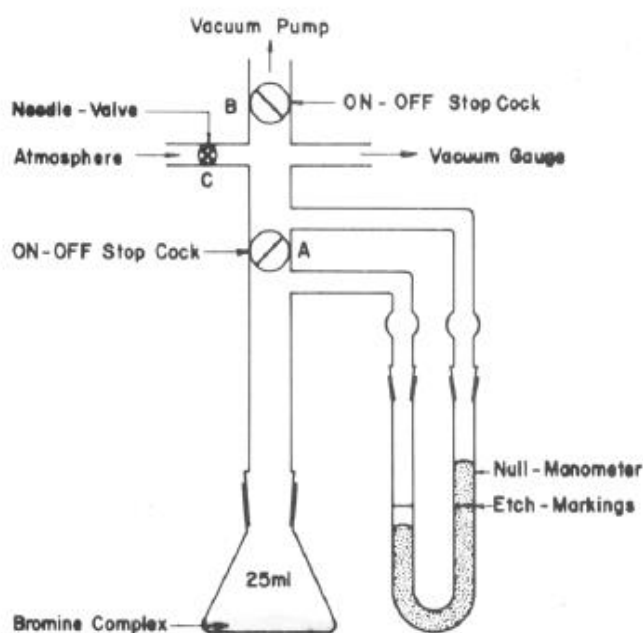 Vacuum Pump
B
ON-OFF Stop Cock
Needle-Valve
Atmosphere
Vacuum Gauge
C
ON-OFF Stop Cock
A
Null-Manometer
Etch-Markings
25ml
Bromine Complex